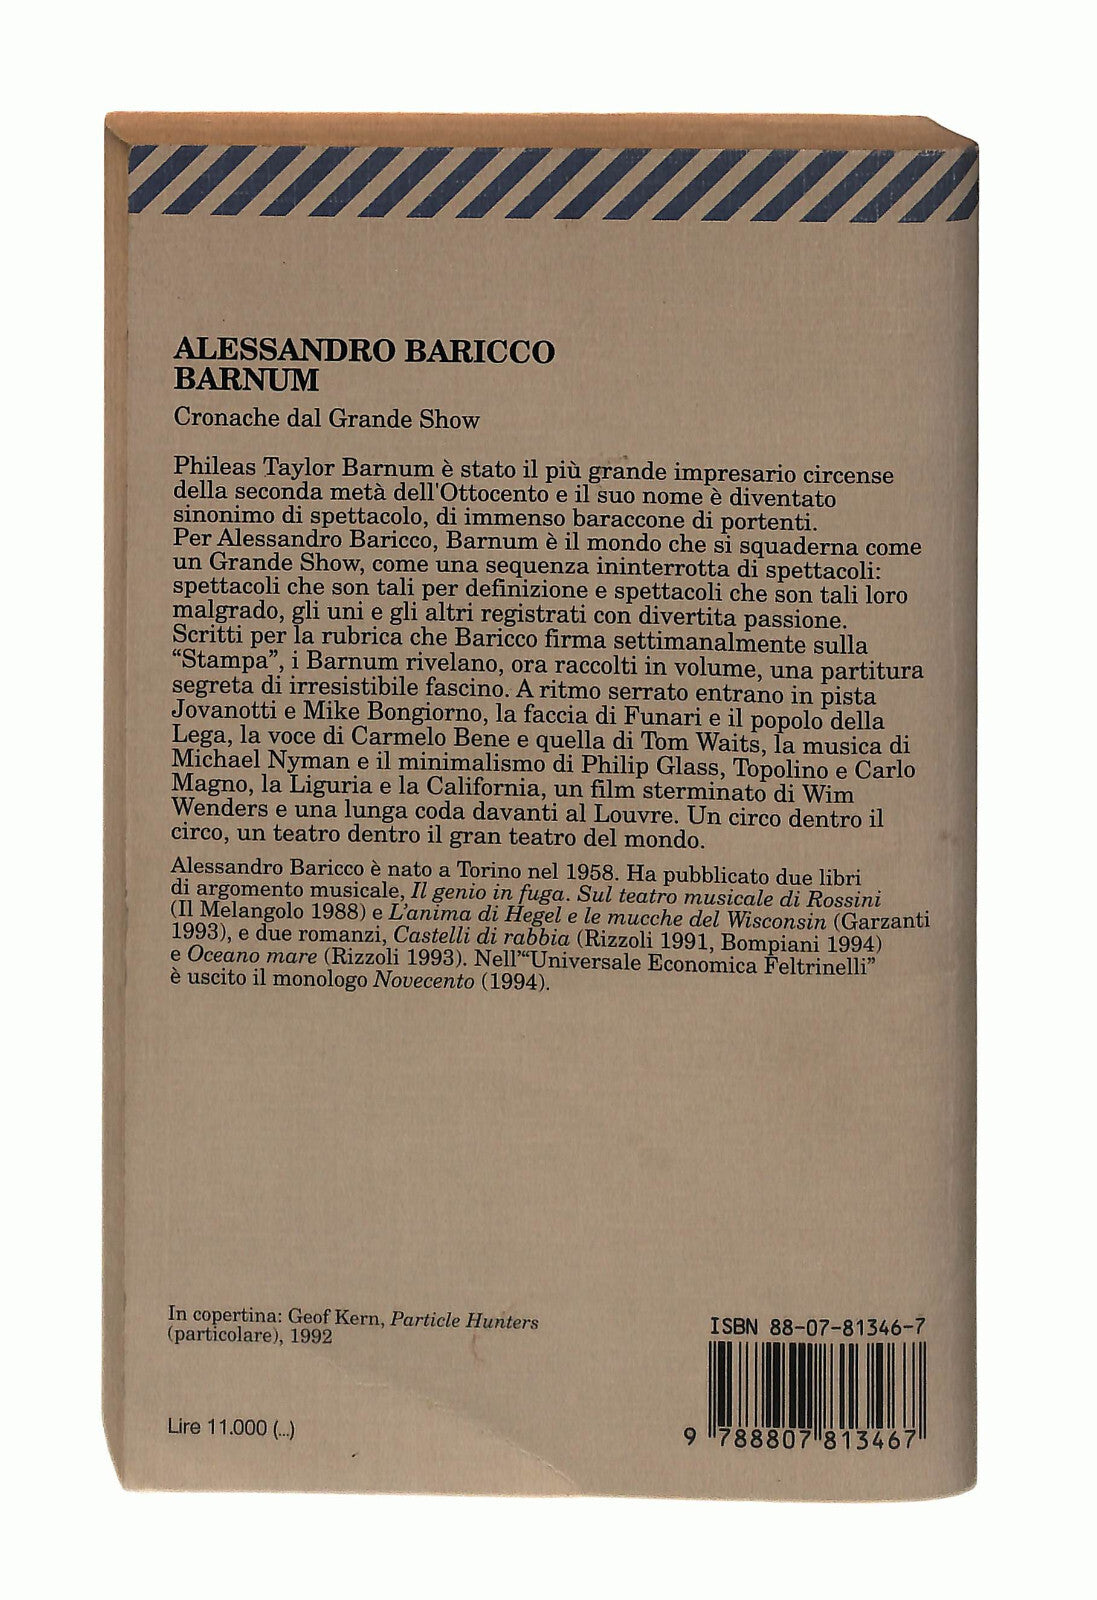 ALESSANDRO BARICCO
BARNUM
Cronache dal Grande Show
Phileas Taylor Barnum è stato il più grande impresario circense
della seconda metà dell'Ottocento e il suo nome è diventato
sinonimo di spettacolo, di immenso baraccone di portenti.
Per Alessandro Baricco, Barnum è il mondo che si squaderna come
un Grande Show, come una sequenza ininterrotta di spettacoli:
spettacoli che son tali per definizione e spettacoli che son tali loro
malgrado, gli uni e gli altri registrati con divertita passione.
Scritti per la rubrica che Baricco firma settimanalmente sulla
“Stampa”, i Barnum rivelano, ora raccolti in volume, una partitura
segreta di irresistibile fascino. A ritmo serrato entrano in pista
Jovanotti e Mike Bongiorno, la faccia di Funari e il popolo della
Lega, la voce di Carmelo Bene e quella di Tom Waits, la musica di
Michael Nyman e il minimalismo di Philip Glass, Topolino e Carlo
Magno, la Liguria e la California, un film sterminato di Wim
Wenders e una lunga coda davanti al Louvre. Un circo dentro il
circo, un teatro dentro il gran teatro del mondo.
Alessandro Baricco è nato a Torino nel 1958. Ha pubblicato due libri
di argomento musicale, Il genio in fuga. Sul teatro musicale di Rossini
(Il Melangolo 1988) e L'anima di Hegel e le mucche del Wisconsin (Garzanti
1993), e due romanzi, Castelli di rabbia (Rizzoli 1991, Bompiani 1994)
e Oceano mare (Rizzoli 1993). Nell'“Universale Economica Feltrinelli”
è uscito il monologo Novecento (1994).
In copertina: Geof Kern, Particle Hunters
(particolare), 1992
ISBN 88-07-81346-7
Lire 11.000 (...)
9 788807 813467